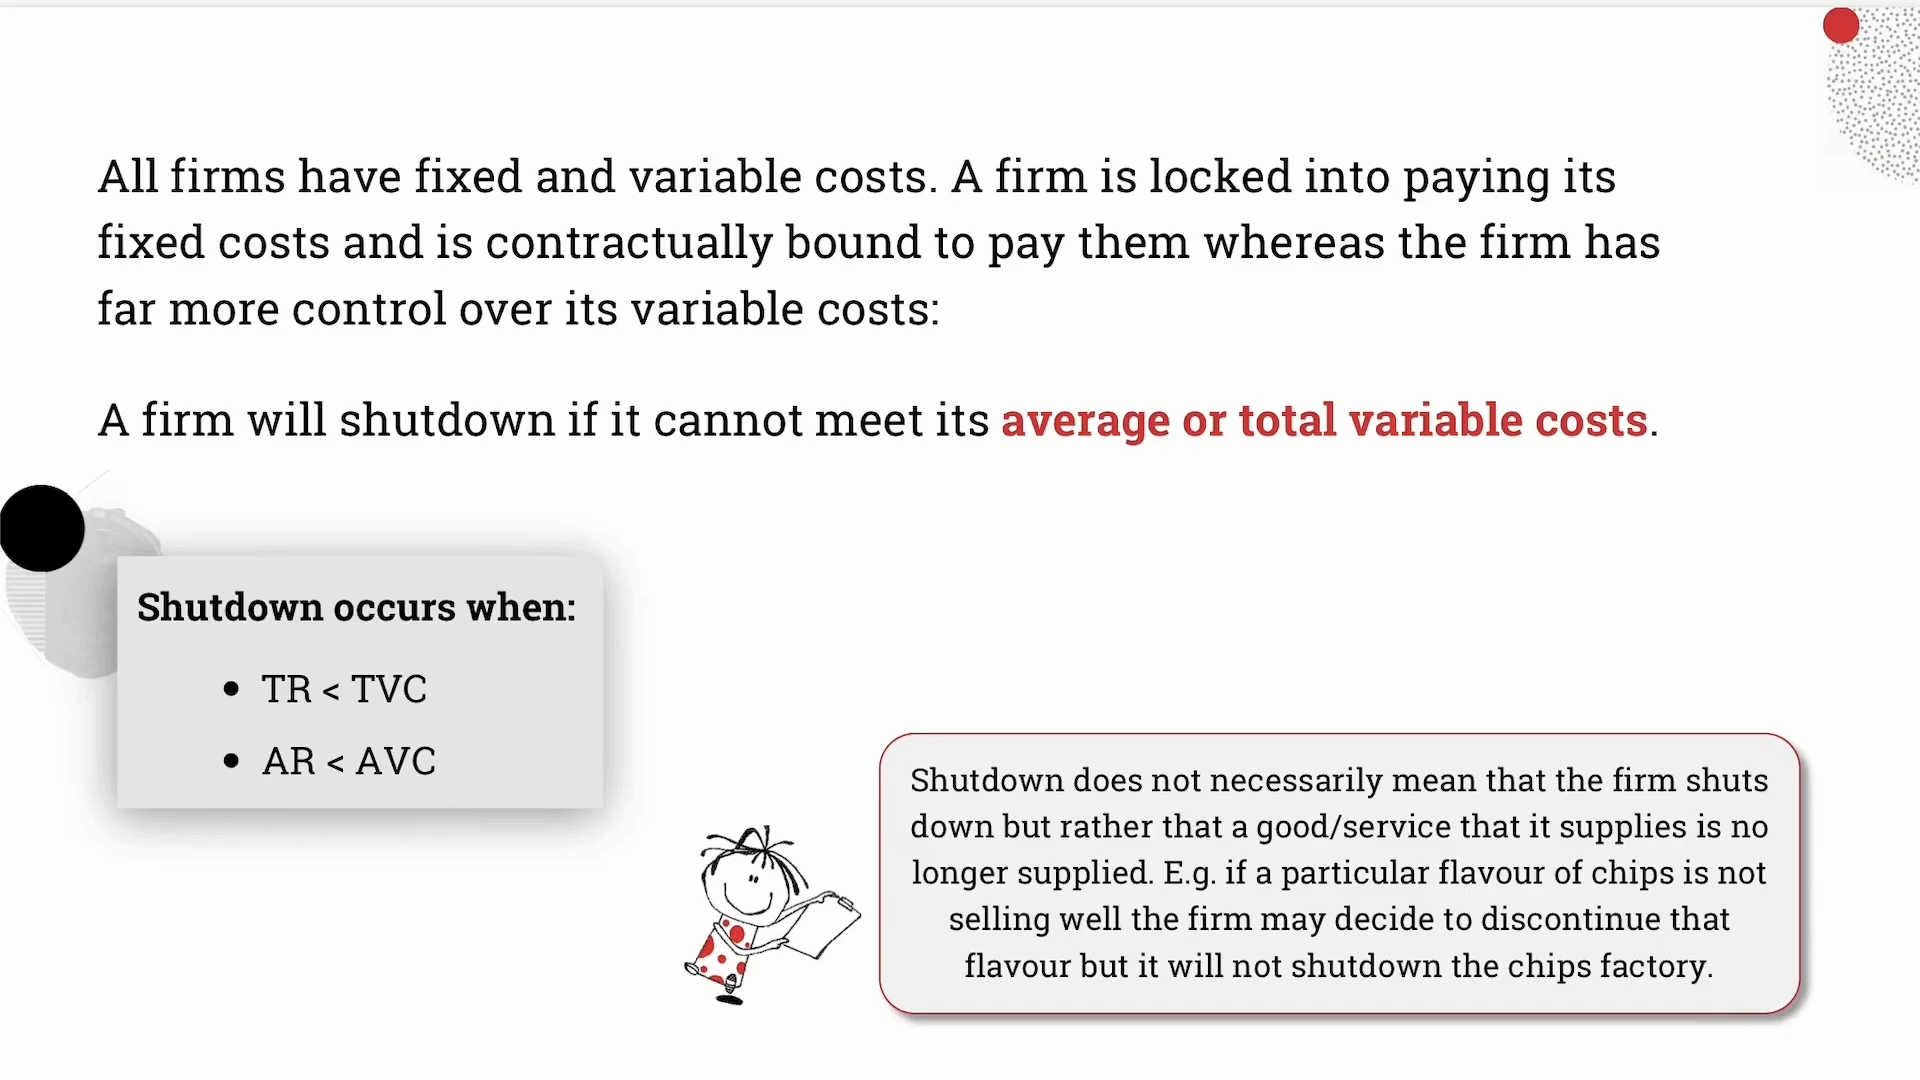 All firms have fixed and variable costs. A firm is locked into paying its
fixed costs and is contractually bound to pay them whereas the firm has
far more control over its variable costs:
A firm will shutdown if it cannot meet its average or total variable costs.
Shutdown occurs when:
• TR < TVC
• AR < AVC
Shutdown does not necessarily mean that the firm shuts
down but rather that a good/service that it supplies is no
longer supplied. E.g. if a particular flavour of chips is not
selling well the firm may decide to discontinue that
flavour but it will not shutdown the chips factory.